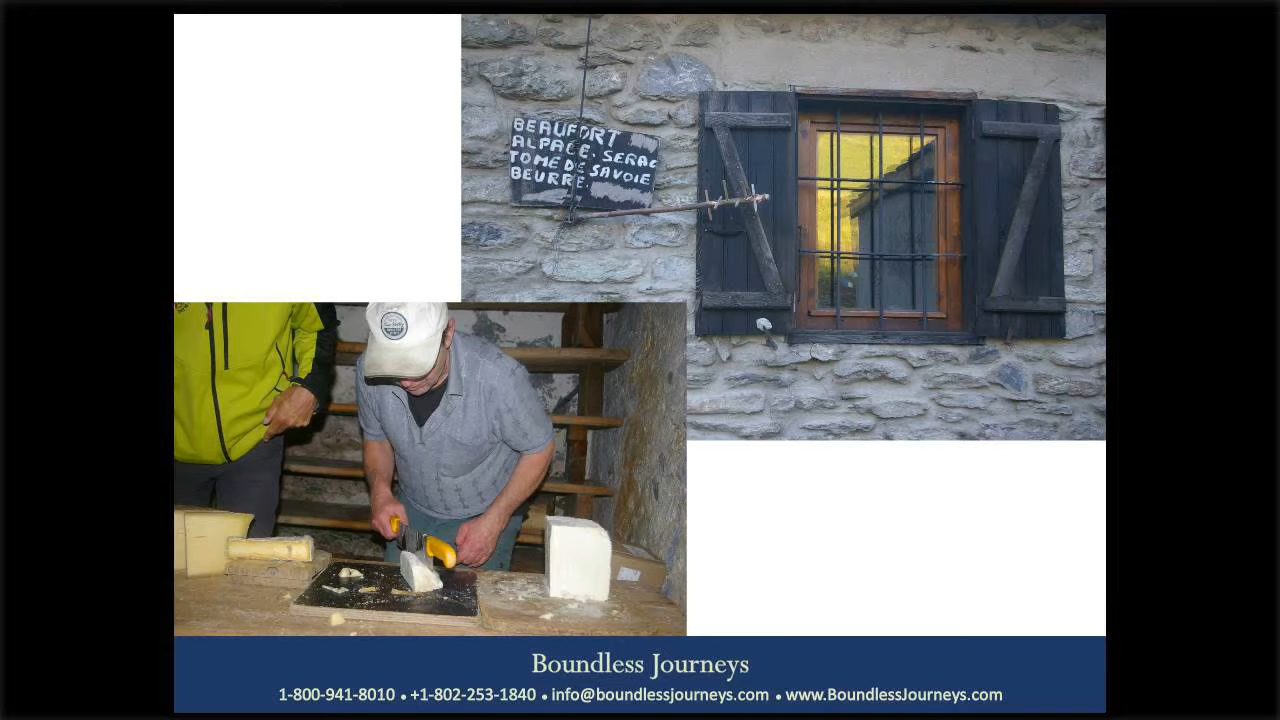 BEAUFORT
ALPAGE. SERAC
TOME DE SAVOIE
BEURRE.
Boundless Journeys
1-800-941-8010 • +1-802-253-1840 • info@boundlessjourneys.com • www.BoundlessJourneys.com